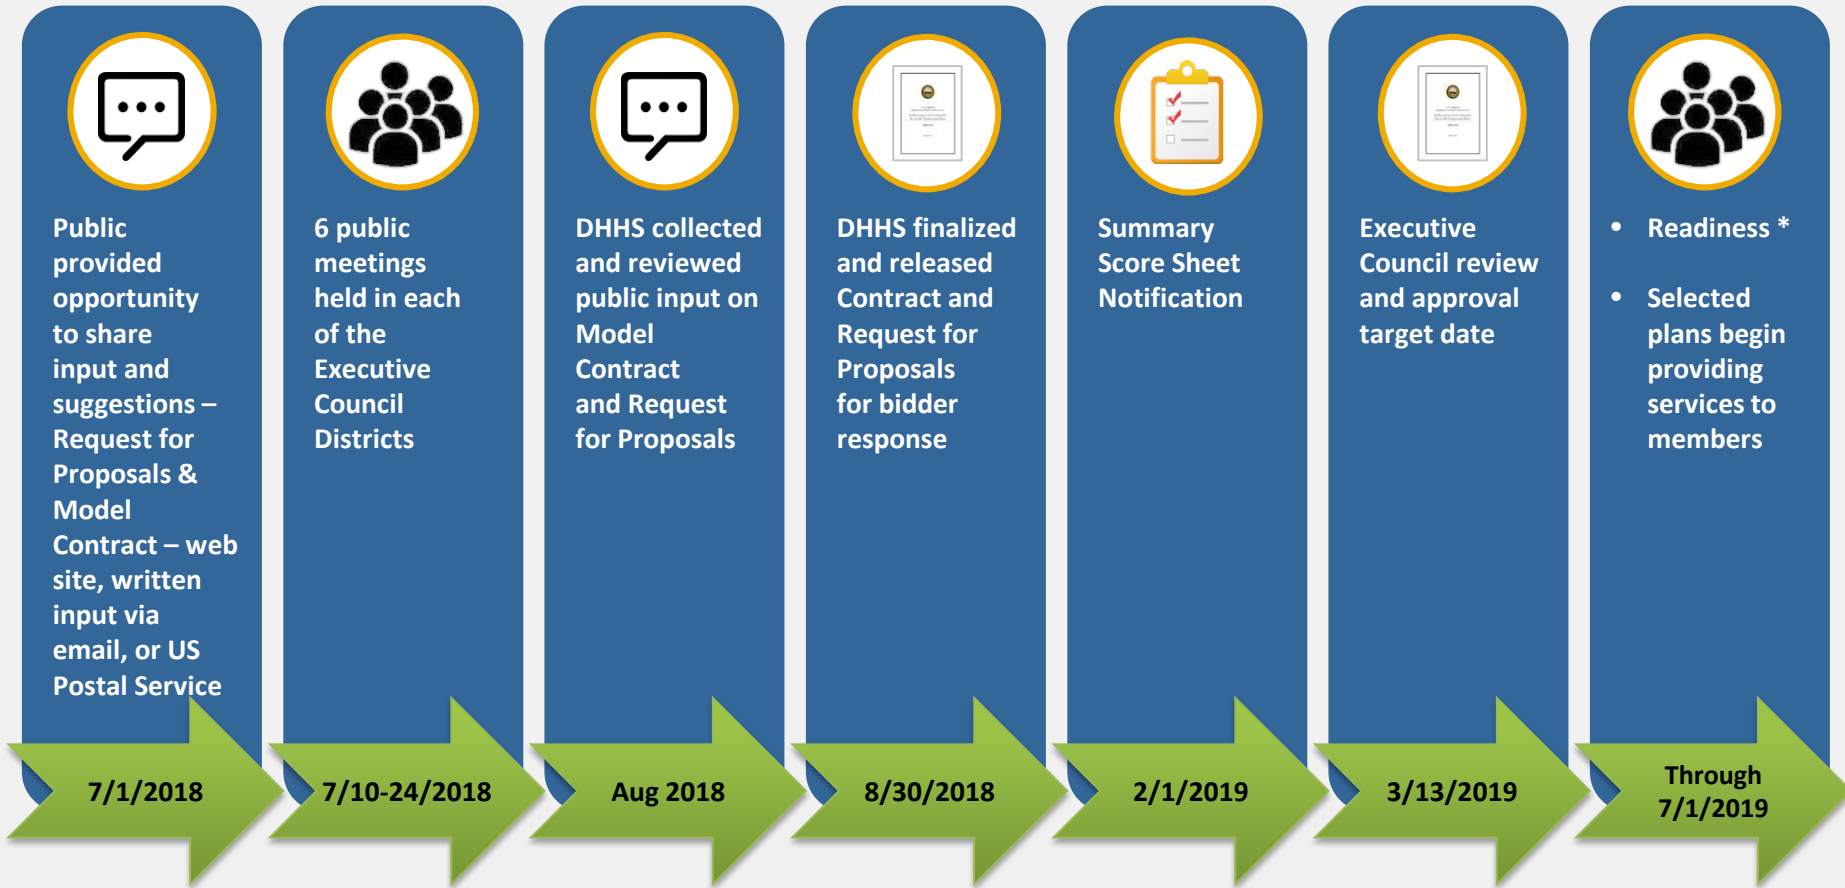 Public
provided
opportunity
to share
input and
suggestions –
Request for
Proposals &
Model
Contract – web
site, written
input via
email, or US
Postal Service
7/1/2018
6 public
meetings
held in each
of the
Executive
Council
Districts
7/10-24/2018
DHHS collected
and reviewed
public input on
Model
Contract
and Request
for Proposals
Aug 2018
DHHS finalized
and released
Contract and
Request for
Proposals
for bidder
response
8/30/2018
Summary
Score Sheet
Notification
2/1/2019
Executive
Council review
and approval
target date
3/13/2019
• Readiness *
• Selected
plans begin
providing
services to
members
Through
7/1/2019